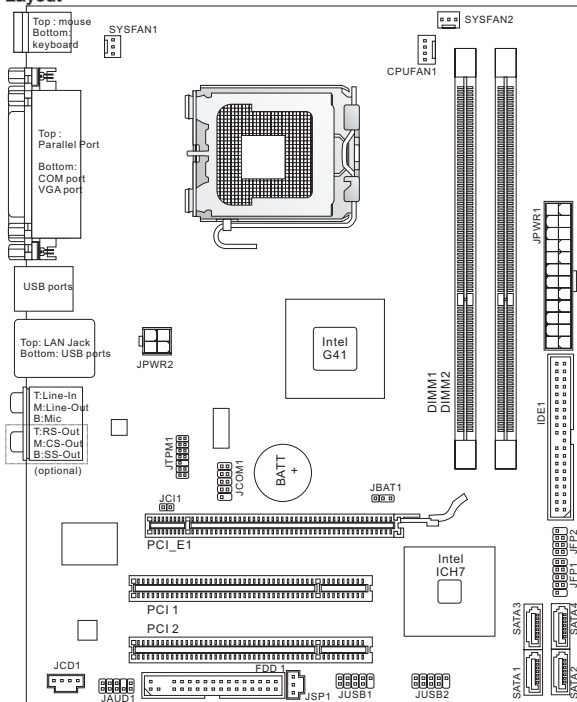 Layout
Top : mouse
Bottom:
keyboard
SYSFAN1
SYSFAN2
CPUFAN1
Top :
Parallel Port
Bottom:
COM port
VGA port
JPWR1
USB ports
Top: LAN Jack
Bottom: USB ports
JPWR2
Intel
G41
DIMM1
DIMM2
IDE1
T:Line-In
M:Line-Out
B:Mic
T:RS-Out
M:CS-Out
B:SS-Out
(optional)
JTPM1
JCOM1
BATT
+
JBAT1
JCI1
PCI_E1
Intel
ICH7
JFP2
JFP1
PCI 1
PCI 2
SATA3
SATA4
JCD1
FDD 1
JAUD1
JSP1
JUSB1
JUSB2
SATA1
SATA2